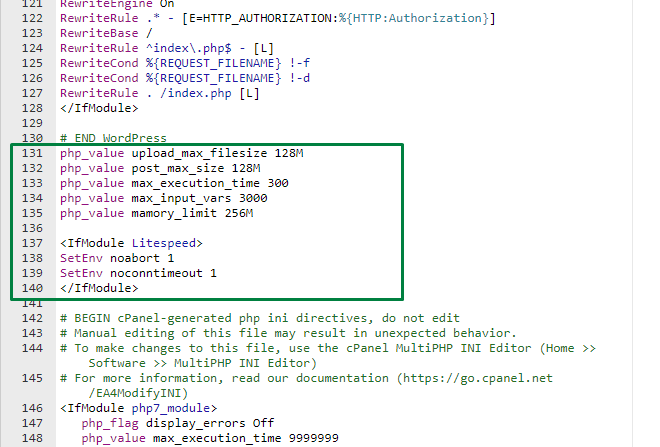 121 RewriteEngine On
122 RewriteRule .* - [E=HTTP_AUTHORIZATION:%{HTTP:Authorization}]
123 RewriteBase /
124 RewriteRule ^index\.php$ - [L]
125 RewriteCond %{REQUEST_FILENAME} !-f
126 RewriteCond %{REQUEST_FILENAME} !-d
127 RewriteRule . /index.php [L]
128 </IfModule>
129
130 # END WordPress
131 php_value upload_max_filesize 128M
132 php_value post_max_size 128M
133 php_value max_execution_time 300
134 php_value max_input_vars 3000
135 php_value mamory_limit 256M
136
137 <IfModule Litespeed>
138 SetEnv noabort 1
139 SetEnv noconntimeout 1
140 </IfModule>
141
142 # BEGIN cPanel-generated php ini directives, do not edit
143 # Manual editing of this file may result in unexpected behavior.
144 # To make changes to this file, use the cPanel MultiPHP INI Editor (Home >>
Software >> MultiPHP INI Editor)
145 # For more information, read our documentation (https://go.cpanel.net
/EA4ModifyINI)
146 <IfModule php7_module>
147 php_flag display_errors Off
148 php_value max_execution_time 9999999